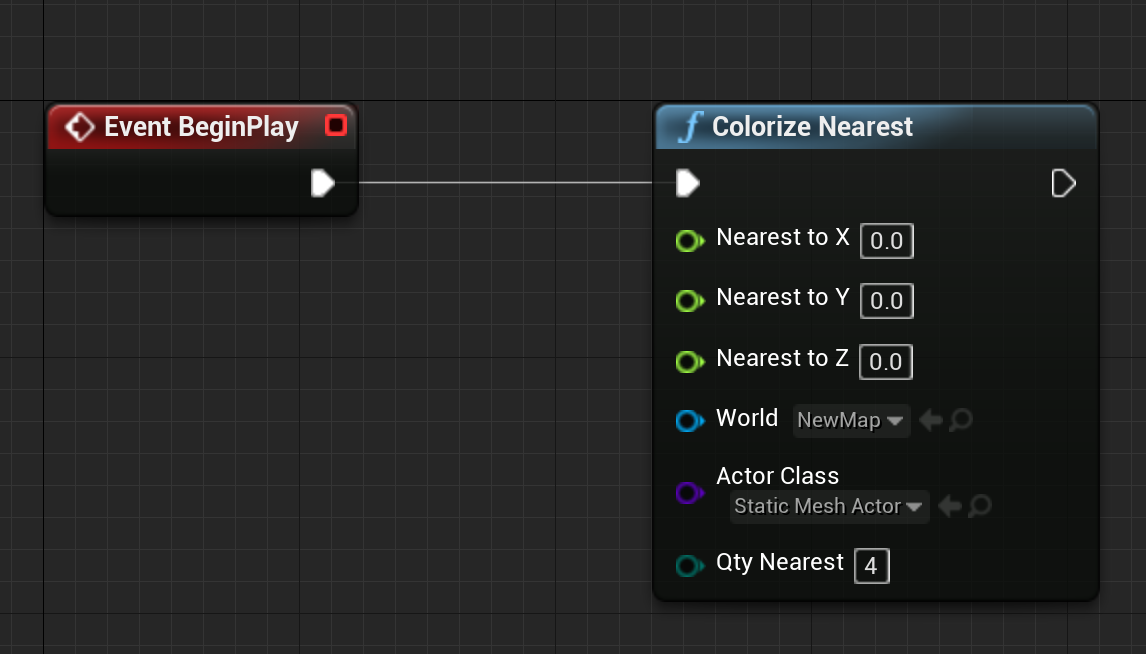 Event BeginPlay
Colorize Nearest
Nearest to X 0.0
Nearest to Y 0.0
Nearest to Z 0.0
World NewMap
Actor Class
Static Mesh Actor
Qty Nearest 4